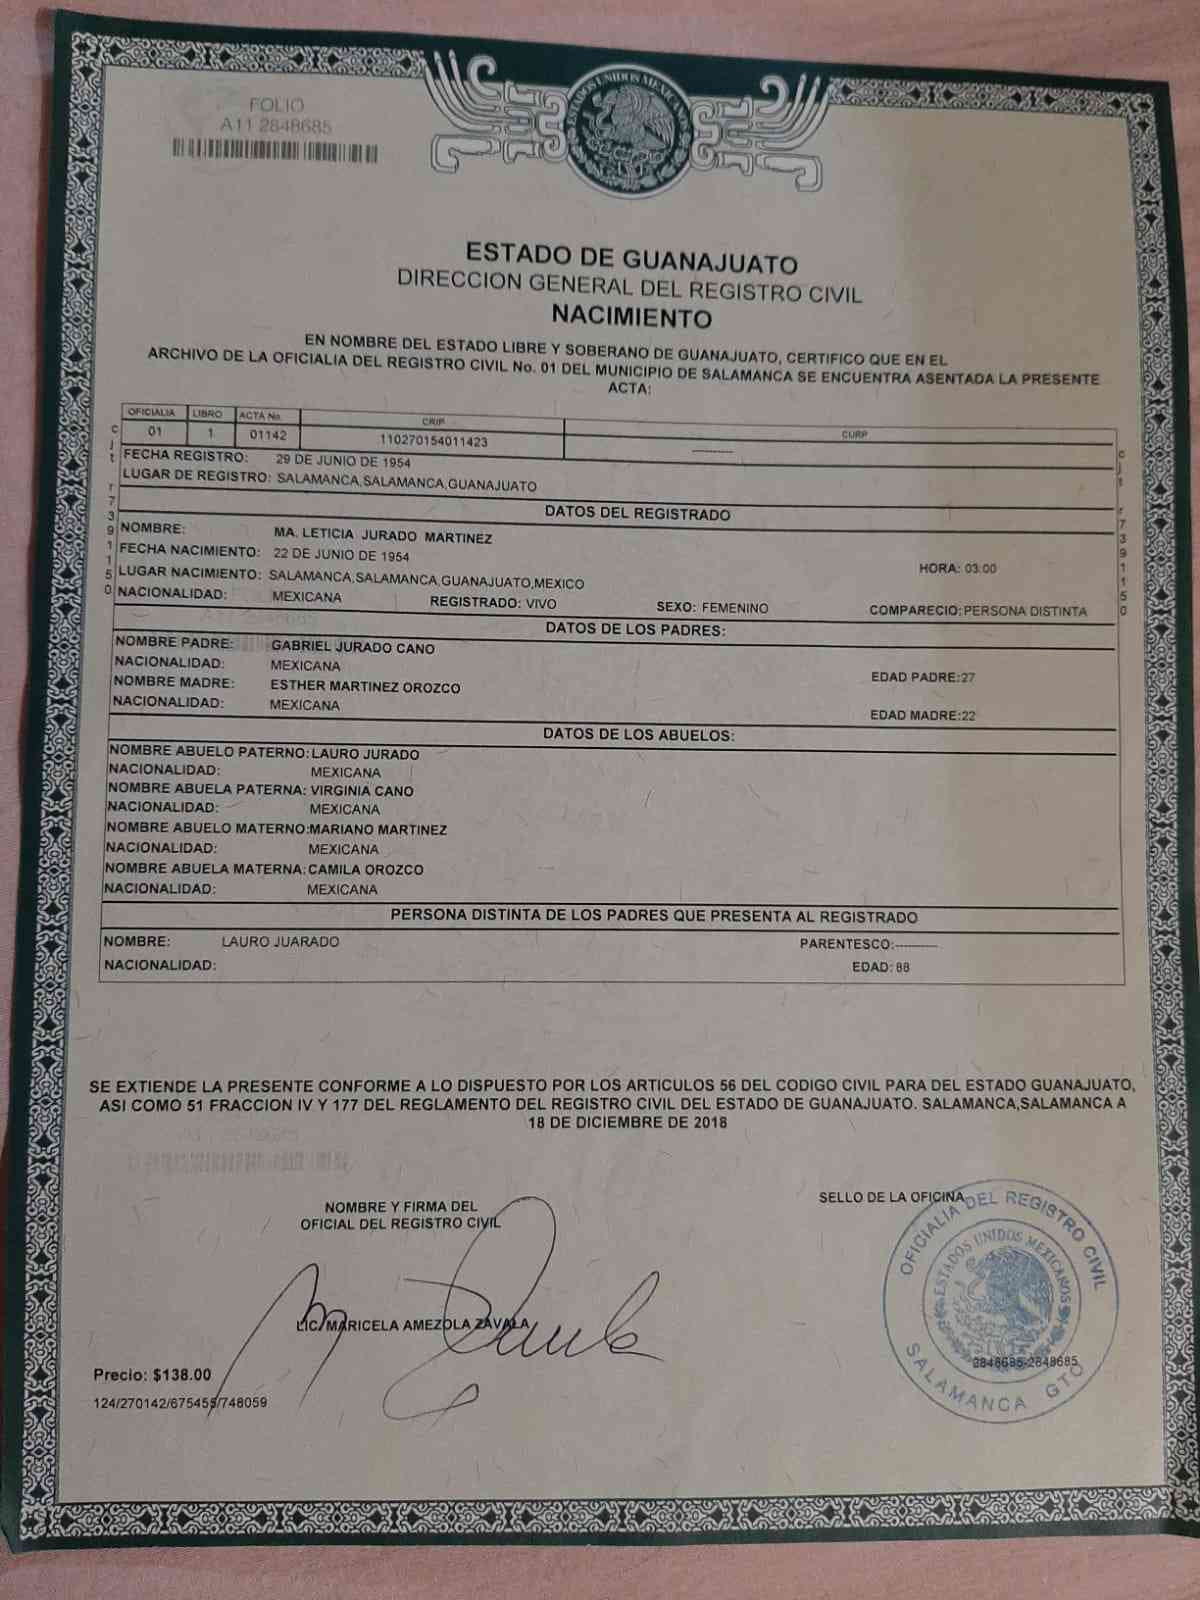 FOLIO
A11 2848685
ESTADOS UNIDOS MEXICANOS
ESTADO DE GUANAJUATO
DIRECCION GENERAL DEL REGISTRO CIVIL
NACIMIENTO
EN NOMBRE DEL ESTADO LIBRE Y SOBERANO DE GUANAJUATO, CERTIFICO QUE EN EL
ARCHIVO DE LA OFICIALIA DEL REGISTRO CIVIL No. 01 DEL MUNICIPIO DE SALAMANCA SE ENCUENTRA ASENTADA LA PRESENTE
ACTA:
OFICIALIA LIBRO ACTA No. CRIP CURP
01 1 01142 110270154011423 ----------
FECHA REGISTRO: 29 DE JUNIO DE 1954
LUGAR DE REGISTRO: SALAMANCA,SALAMANCA,GUANAJUATO
DATOS DEL REGISTRADO
NOMBRE: MA. LETICIA JURADO MARTINEZ
FECHA NACIMIENTO: 22 DE JUNIO DE 1954 HORA: 03:00
LUGAR NACIMIENTO: SALAMANCA,SALAMANCA,GUANAJUATO,MEXICO
NACIONALIDAD: MEXICANA REGISTRADO: VIVO SEXO: FEMENINO COMPARECIO: PERSONA DISTINTA
DATOS DE LOS PADRES:
NOMBRE PADRE: GABRIEL JURADO CANO
NACIONALIDAD: MEXICANA EDAD PADRE:27
NOMBRE MADRE: ESTHER MARTINEZ OROZCO
NACIONALIDAD: MEXICANA EDAD MADRE:22
DATOS DE LOS ABUELOS:
NOMBRE ABUELO PATERNO: LAURO JURADO
NACIONALIDAD: MEXICANA
NOMBRE ABUELA PATERNA: VIRGINIA CANO
NACIONALIDAD: MEXICANA
NOMBRE ABUELO MATERNO:MARIANO MARTINEZ
NACIONALIDAD: MEXICANA
NOMBRE ABUELA MATERNA: CAMILA OROZCO
NACIONALIDAD: MEXICANA
PERSONA DISTINTA DE LOS PADRES QUE PRESENTA AL REGISTRADO
NOMBRE: LAURO JUARADO PARENTESCO:----------
NACIONALIDAD: EDAD: 88
SE EXTIENDE LA PRESENTE CONFORME A LO DISPUESTO POR LOS ARTICULOS 56 DEL CODIGO CIVIL PARA DEL ESTADO GUANAJUATO,
ASI COMO 51 FRACCION IV Y 177 DEL REGLAMENTO DEL REGISTRO CIVIL DEL ESTADO DE GUANAJUATO. SALAMANCA,SALAMANCA A
18 DE DICIEMBRE DE 2018
NOMBRE Y FIRMA DEL
OFICIAL DEL REGISTRO CIVIL
LIC. MARICELA AMEZOLA ZAVALA
SELLO DE LA OFICINA
OFICIALIA DEL REGISTRO CIVIL
ESTADOS UNIDOS MEXICANOS
2848685-2848685
SALAMANCA GTO
Precio: $138.00
124/270142/675455/748059